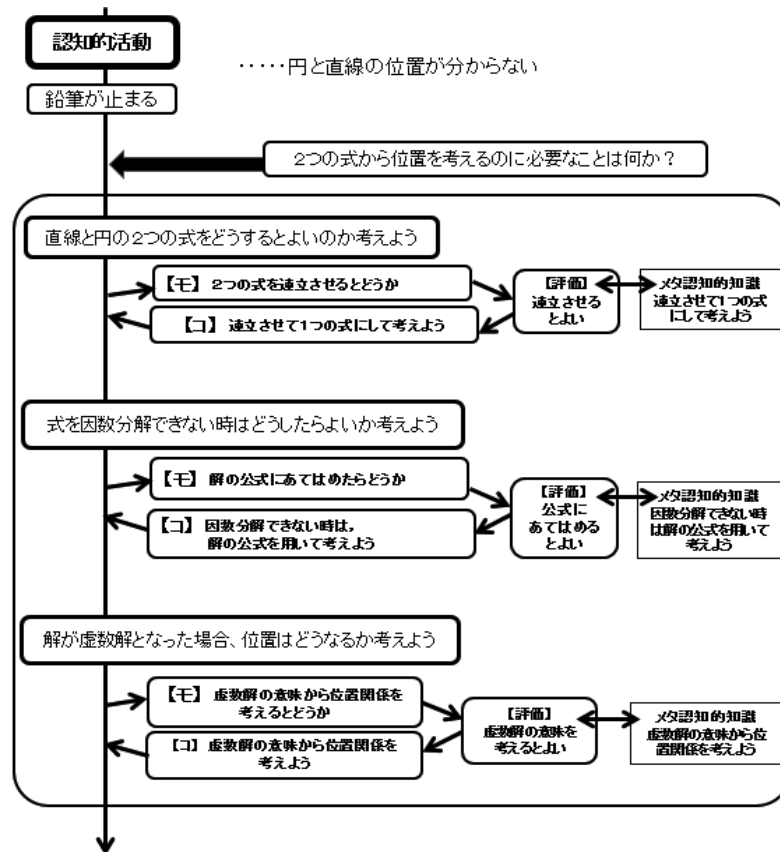 認知的活動
‥‥・円と直線の位置が分からない
鉛筆が止まる
2つの式から位置を考えるのに必要なことは何か？
直線と円の2つの式をどうするとよいのか考えよう
【モ】 2つの式を連立させるとどうか
【コ】 連立させて1つの式にして考えよう
【評価】
連立させる
とよい
メタ認知的知識
連立させて1つの式
にして考えよう
式を因数分解できない時はどうしたらよいか考えよう
【モ】 解の公式にあてはめたらどうか
【コ】 因数分解できない時は，
解の公式を用いて考えよう
【評価】
公式に
あてはめる
とよい
メタ認知的知識
因数分解できない時
は解の公式を用いて
考えよう
解が虚数解となった場合、位置はどうなるか考えよう
【モ】 虚数解の意味から位置関係を
考えるとどうか
【コ】 虚数解の意味から位置関係を
考えよう
【評価】
虚数解の意味を
考えるとよい
メタ認知的知識
虚数解の意味から位
置関係を考えよう